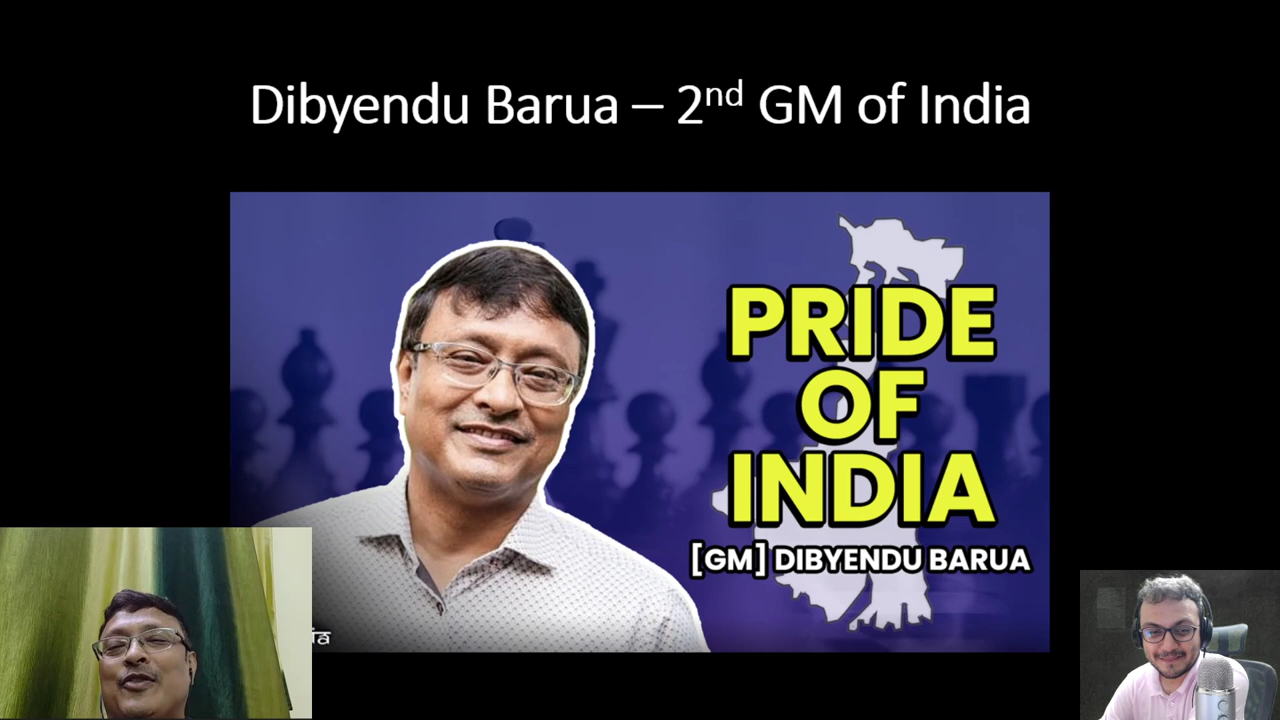 Dibyendu Barua – 2nd GM of India
PRIDE
OF
INDIA
[GM] DIBYENDU BARUA